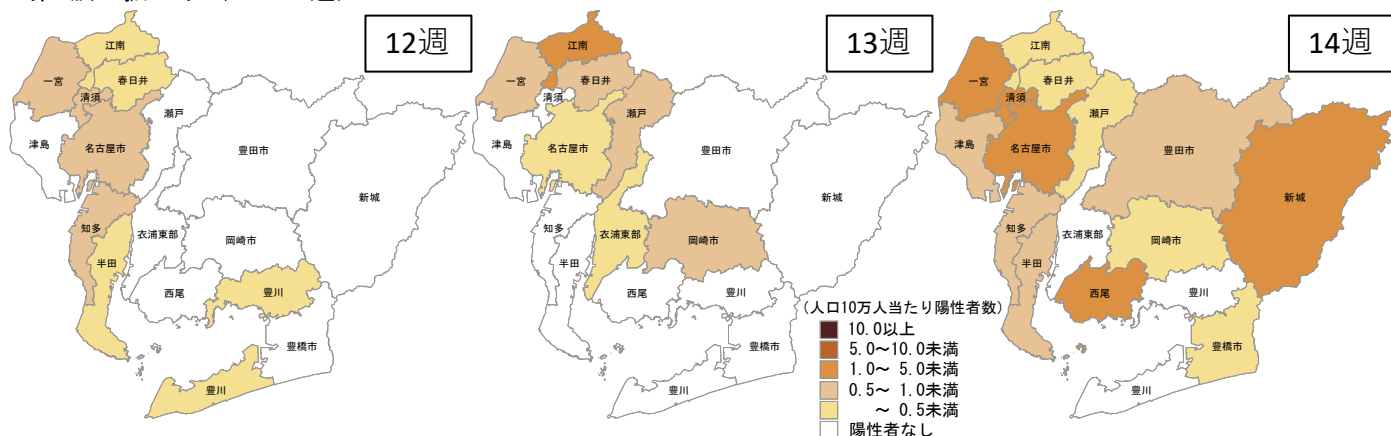 12週
江南
一宮
春日井
清須
瀬戸
津島
名古屋市
豊田市
新城
知多
衣浦東部
岡崎市
半田
西尾
豊川
豊橋市
豊川
13週
江南
一宮
春日井
清須
瀬戸
津島
名古屋市
豊田市
新城
知多
衣浦東部
岡崎市
半田
西尾
豊川
豊橋市
豊川
(人口10万人当たり陽性者数)
10.0以上
5.0～10.0未満
1.0～ 5.0未満
0.5～ 1.0未満
～ 0.5未満
陽性者なし
14週
江南
一宮
春日井
清須
瀬戸
津島
名古屋市
豊田市
新城
知多
衣浦東部
岡崎市
半田
西尾
豊川
豊橋市
豊川